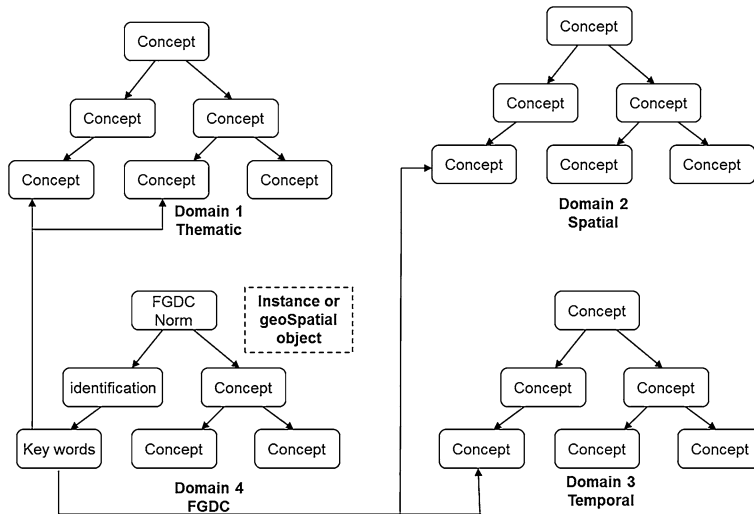 Concept
Concept
Concept
Concept
Concept
Concept
Domain 1
Thematic
Concept
Concept
Concept
Concept
Concept
Concept
Domain 2
Spatial
FGDC
Norm
Instance or
geoSpatial
object
identification
Concept
Key words
Concept
Concept
Domain 4
FGDC
Concept
Concept
Concept
Concept
Concept
Concept
Domain 3
Temporal